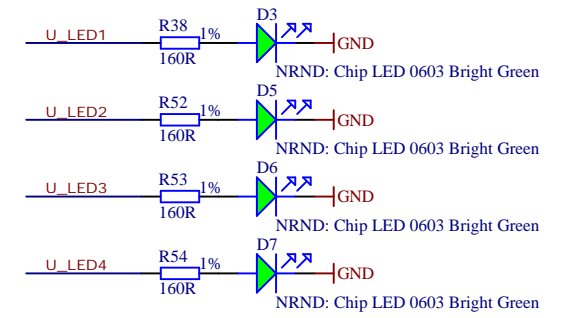 D3
R38
U_LED1
1%
GND
160R
NRND: Chip LED 0603 Bright Green
D5
R52
U_LED2
1%
GND
160R
NRND: Chip LED 0603 Bright Green
D6
R53
U_LED3
1%
GND
160R
NRND: Chip LED 0603 Bright Green
D7
R54
U_LED4
1%
GND
160R
NRND: Chip LED 0603 Bright Green